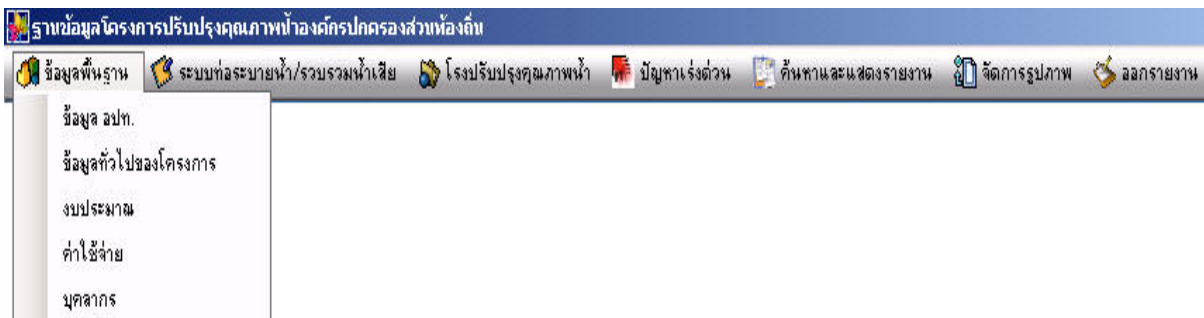 ฐานข้อมูลโครงการปรับปรุงคุณภาพน้ำองค์กรปกครองส่วนท้องถิ่น
ข้อมูลพื้นฐาน ระบบท่อระบายน้ำ/รวบรวมน้ำเสีย โรงปรับปรุงคุณภาพน้ำ ปัญหาเร่งด่วน ค้นหาและแสดงรายงาน จัดการรูปภาพ ออกรายงาน
ข้อมูล อปท.
ข้อมูลทั่วไปของโครงการ
งบประมาณ
ค่าใช้จ่าย
บุคลากร